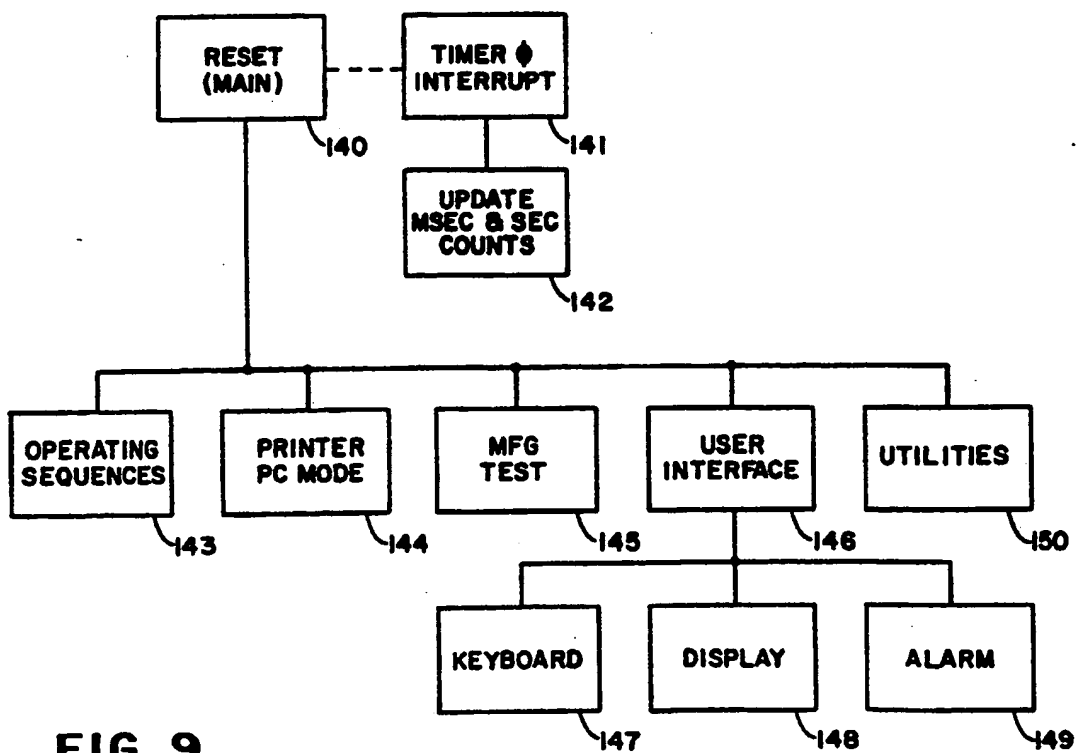 RESET
(MAIN)
140
TIMER ϕ
INTERRUPT
141
UPDATE
MSEC & SEC
COUNTS
142
OPERATING
SEQUENCES
143
PRINTER
PC MODE
144
MFG
TEST
145
USER
INTERFACE
146
UTILITIES
150
KEYBOARD
147
DISPLAY
148
ALARM
149
FIG. 9